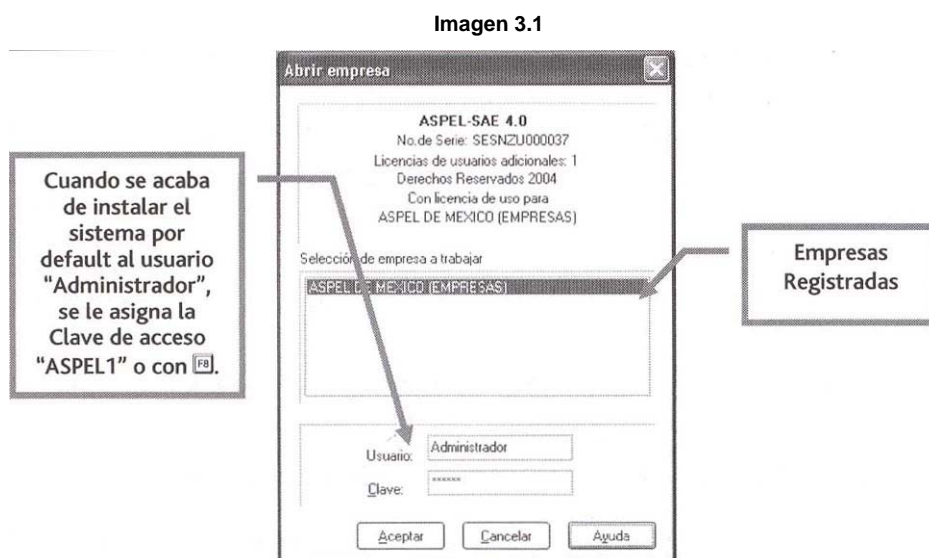 Imagen 3.1
Abrir empresa
ASPEL-SAE 4.0
No.de Serie: SESNZU000037
Licencias de usuarios adicionales: 1
Derechos Reservados 2004
Con licencia de uso para
ASPEL DE MEXICO (EMPRESAS)
Selección de empresa a trabajar
ASPEL DE MEXICO (EMPRESAS)
Usuario: Administrador
Clave: ******
Aceptar Cancelar Ayuda
Cuando se acaba
de instalar el
sistema por
default al usuario
"Administrador",
se le asigna la
Clave de acceso
"ASPEL1" o con F8.
Empresas
Registradas